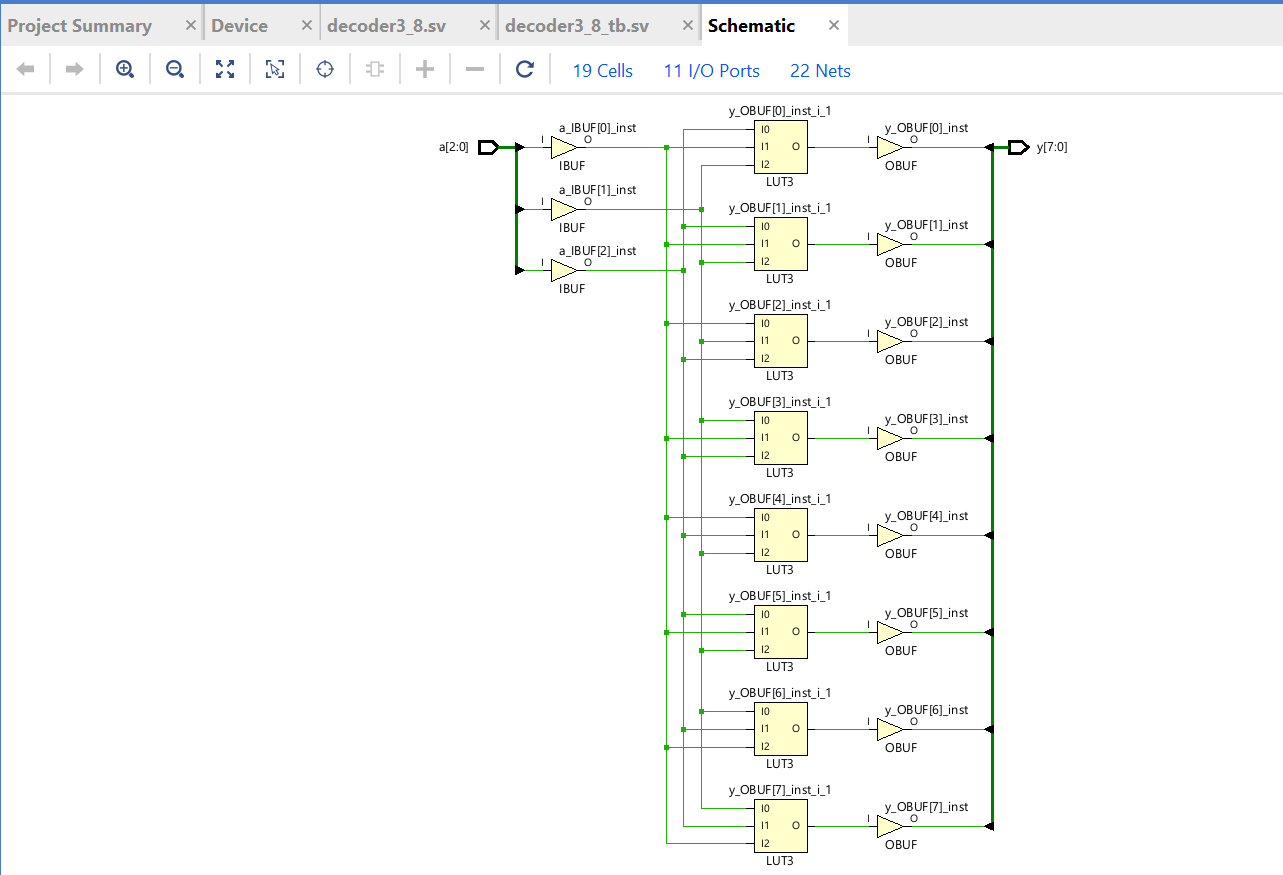 Project Summary × Device × decoder3_8.sv × decoder3_8_tb.sv × Schematic ×
19 Cells 11 I/O Ports 22 Nets
y_OBUF[0]_inst_i_1
a_IBUF[0]_inst I0 y_OBUF[0]_inst
a[2:0] I O I1 O I O y[7:0]
IBUF I2 OBUF
LUT3
a_IBUF[1]_inst
I O
IBUF
y_OBUF[1]_inst_i_1
I0 y_OBUF[1]_inst
I1 O I O
I2 OBUF
LUT3
a_IBUF[2]_inst
I O
IBUF
y_OBUF[2]_inst_i_1
I0 y_OBUF[2]_inst
I1 O I O
I2 OBUF
LUT3
y_OBUF[3]_inst_i_1
I0 y_OBUF[3]_inst
I1 O I O
I2 OBUF
LUT3
y_OBUF[4]_inst_i_1
I0 y_OBUF[4]_inst
I1 O I O
I2 OBUF
LUT3
y_OBUF[5]_inst_i_1
I0 y_OBUF[5]_inst
I1 O I O
I2 OBUF
LUT3
y_OBUF[6]_inst_i_1
I0 y_OBUF[6]_inst
I1 O I O
I2 OBUF
LUT3
y_OBUF[7]_inst_i_1
I0 y_OBUF[7]_inst
I1 O I O
I2 OBUF
LUT3